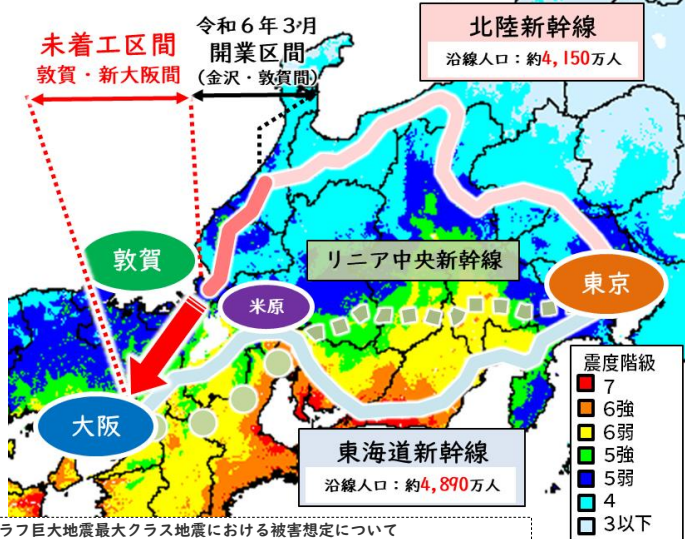 未着工区間
敦賀・新大阪間
令和6年3月
開業区間
(金沢・敦賀間)
北陸新幹線
沿線人口：約4,150万人
敦賀
リニア中央新幹線
米原
東京
大阪
東海道新幹線
沿線人口：約4,890万人
震度階級
7
6強
6弱
5強
5弱
4
3以下
ラフ巨大地震最大クラス地震における被害想定について